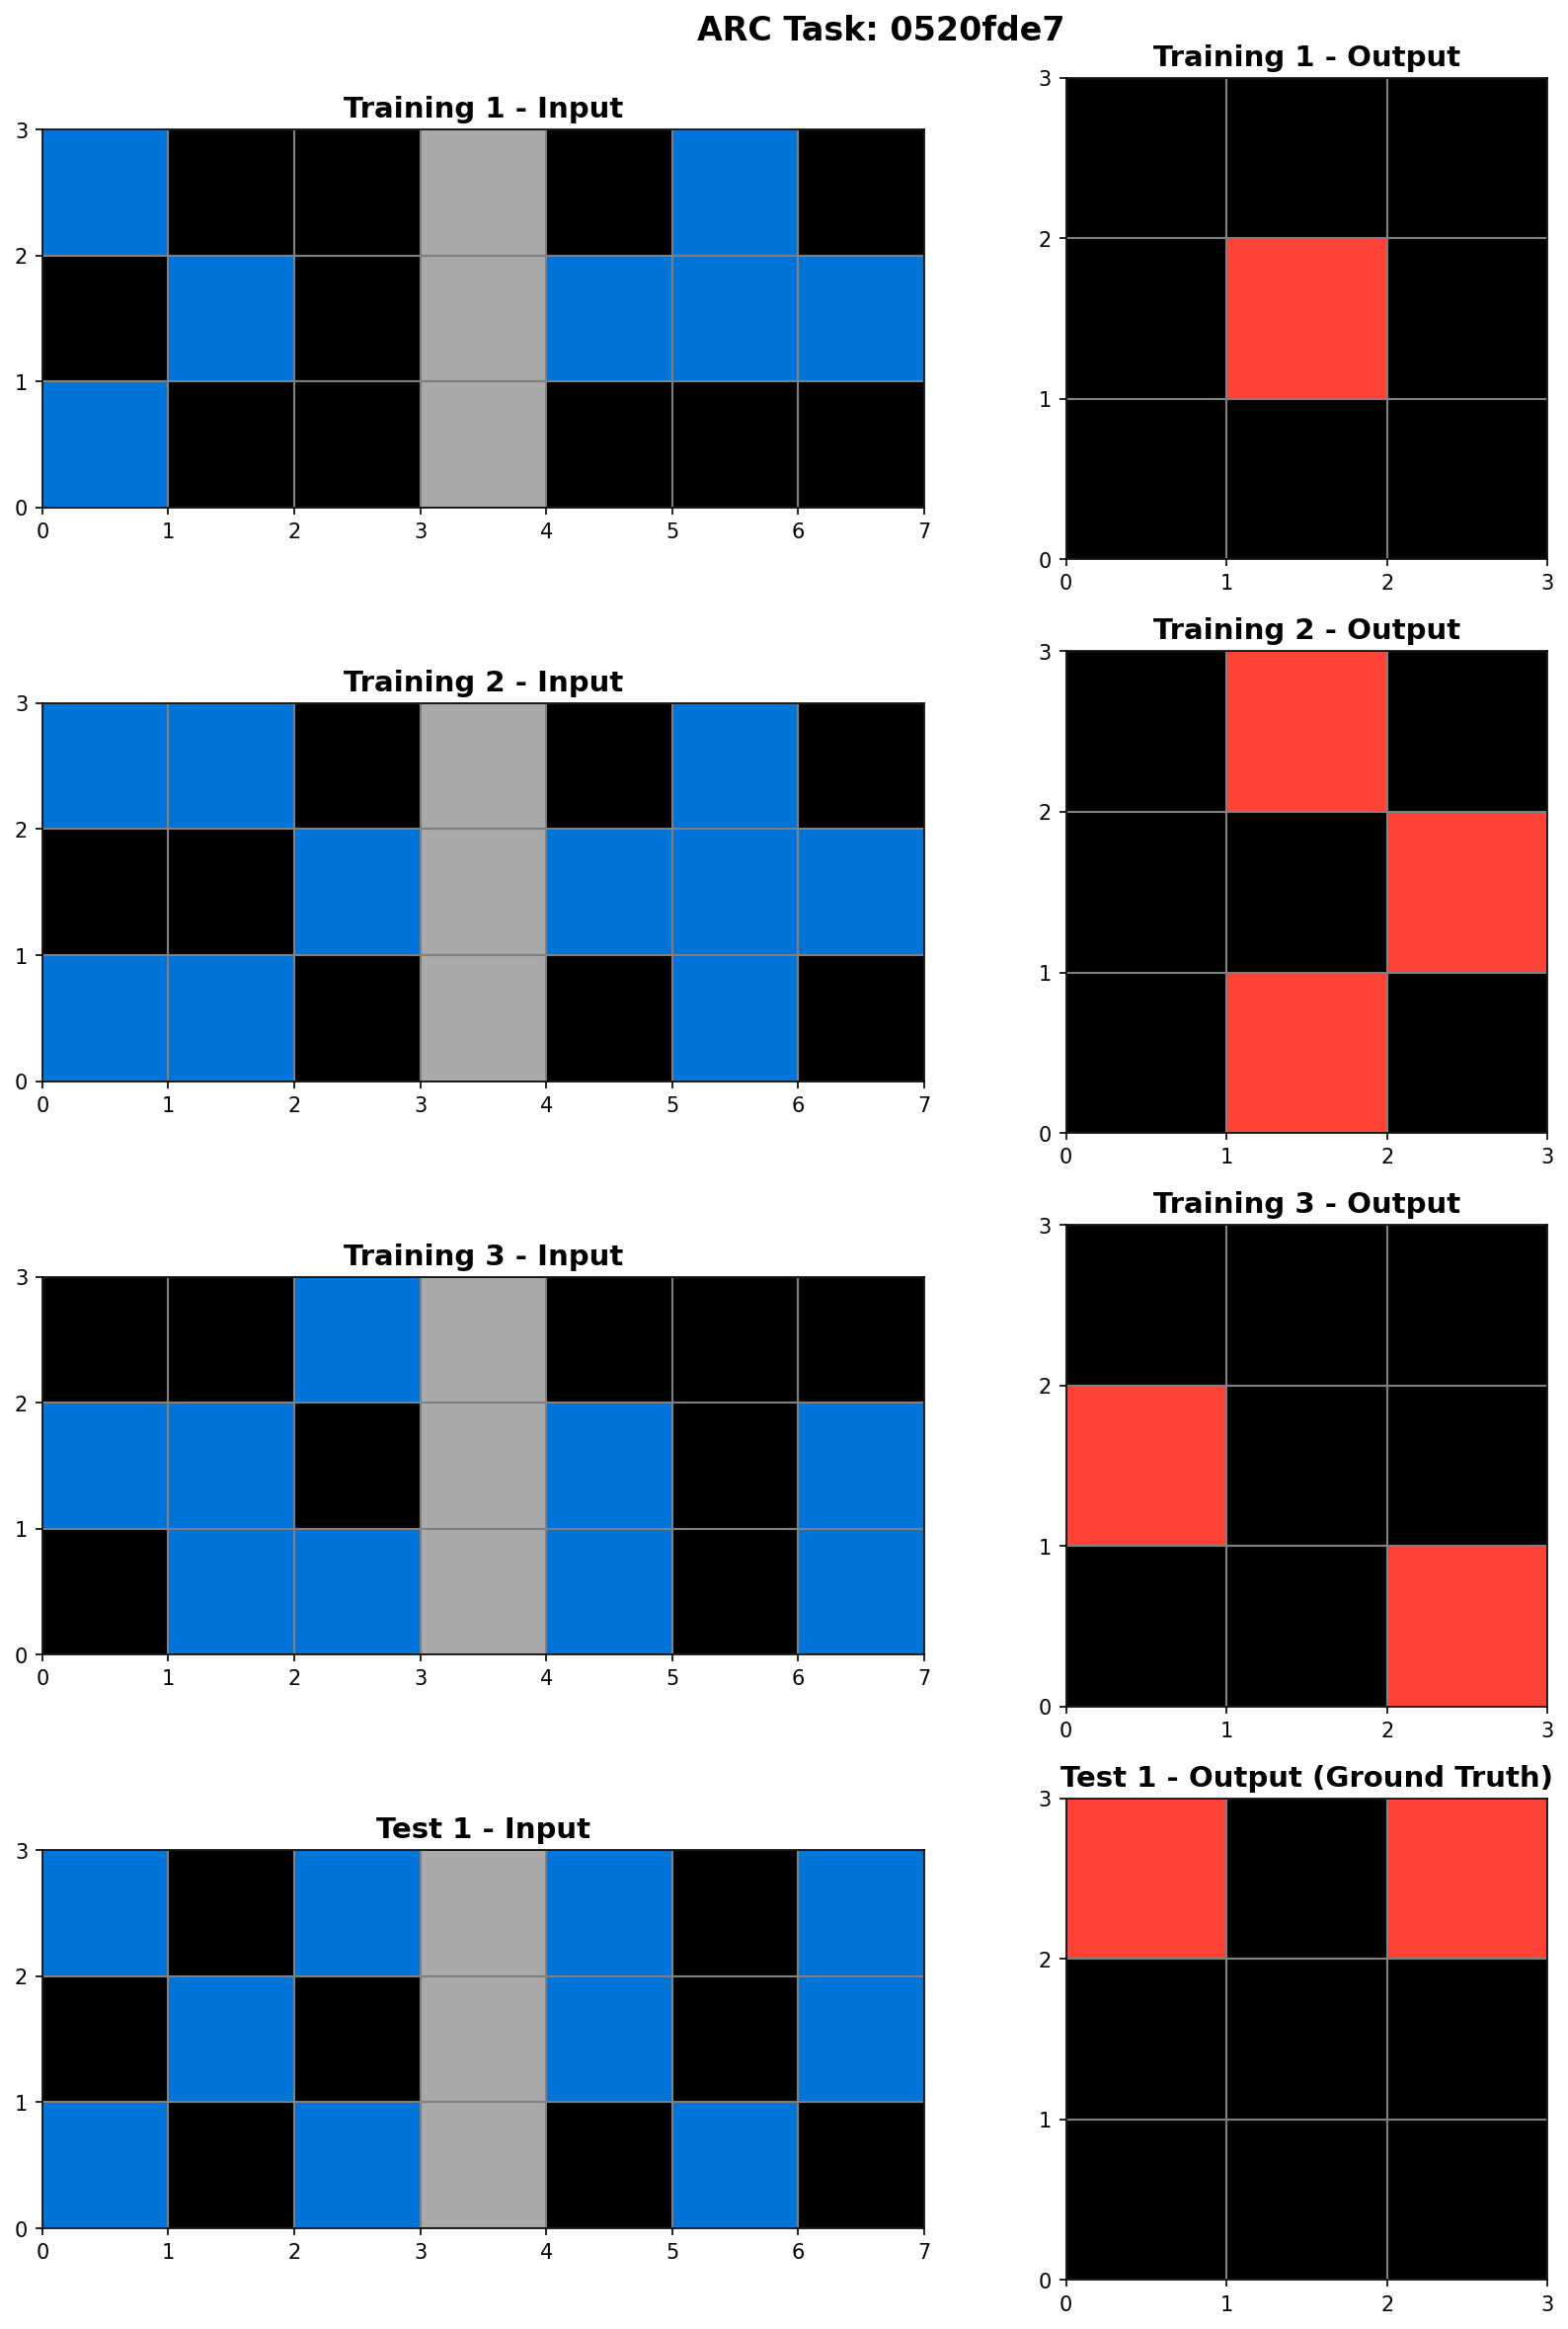 ARC Task: 0520fde7
Training 1 - Input
3
2
1
0
0 1 2 3 4 5 6 7
Training 1 - Output
3
2
1
0
0 1 2 3
Training 2 - Input
3
2
1
0
0 1 2 3 4 5 6 7
Training 2 - Output
3
2
1
0
0 1 2 3
Training 3 - Input
3
2
1
0
0 1 2 3 4 5 6 7
Training 3 - Output
3
2
1
0
0 1 2 3
Test 1 - Input
3
2
1
0
0 1 2 3 4 5 6 7
Test 1 - Output (Ground Truth)
3
2
1
0
0 1 2 3